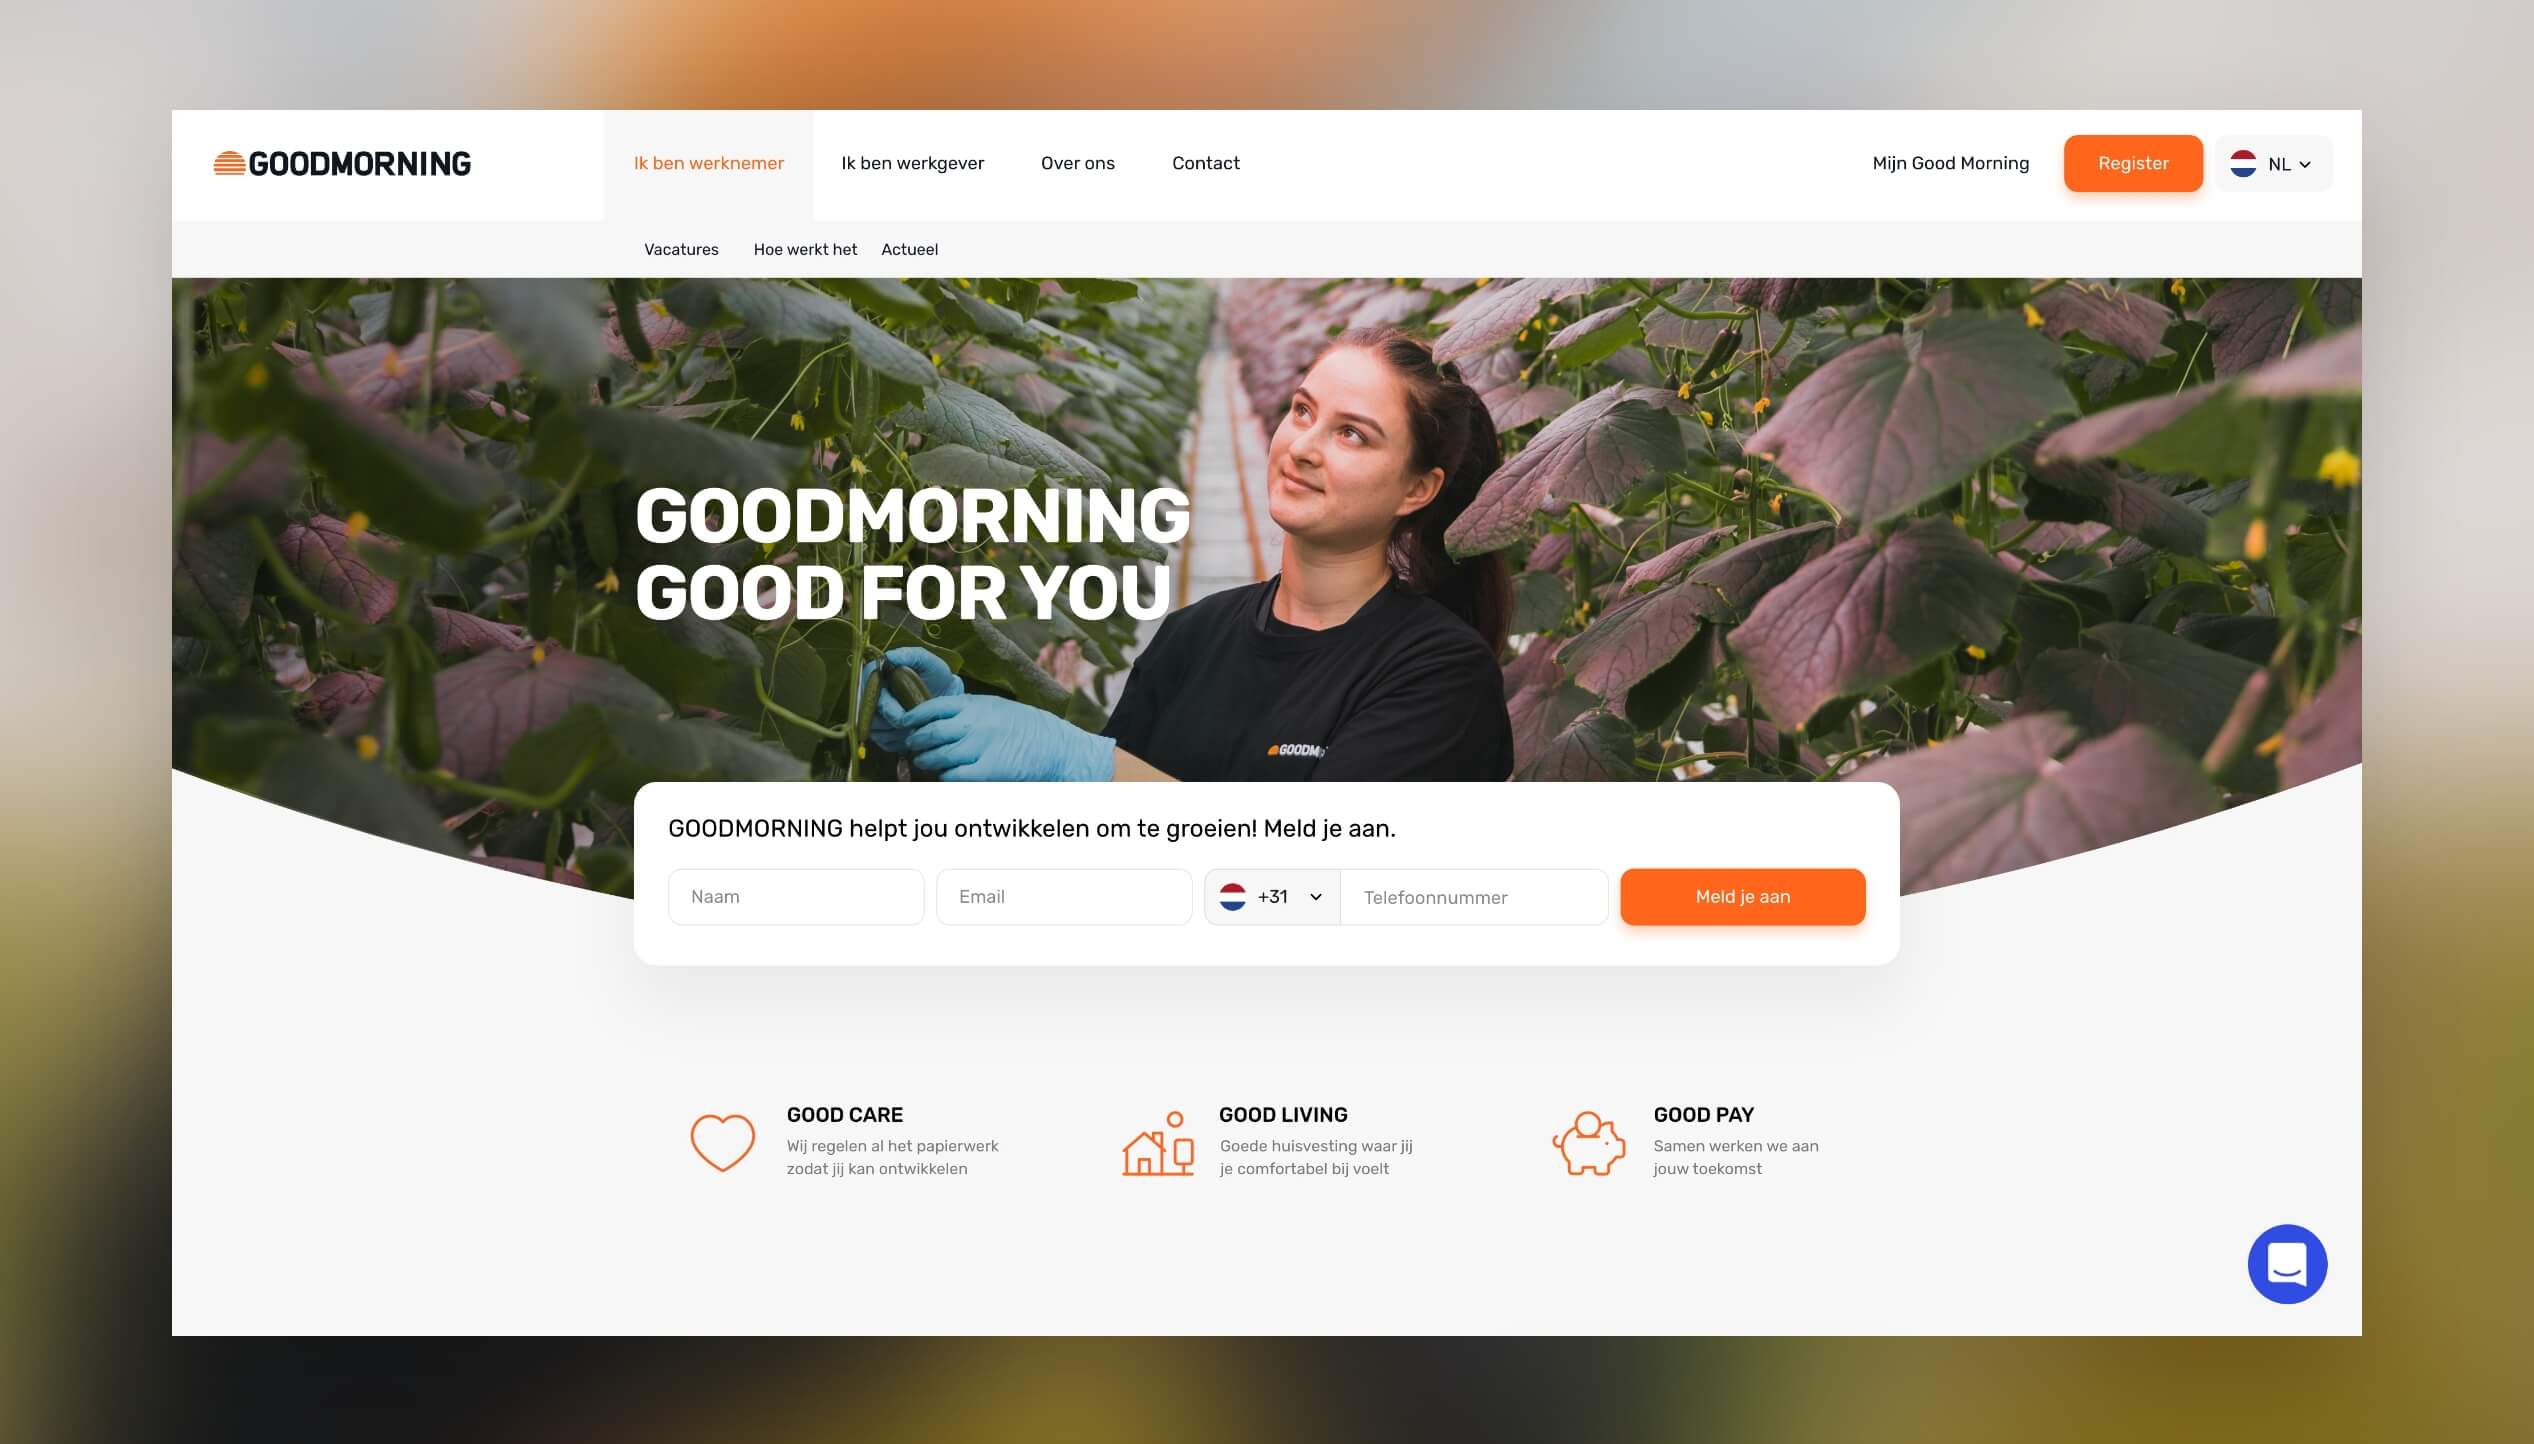 GOODMORNING
Ik ben werknemer
Ik ben werkgever
Over ons
Contact
Mijn Good Morning
Register
NL
Vacatures
Hoe werkt het
Actueel
GOODMORNING
GOOD FOR YOU
GOODMO
GOODMORNING helpt jou ontwikkelen om te groeien! Meld je aan.
Naam
Email
+31
Telefoonnummer
Meld je aan
GOOD CARE
Wij regelen al het papierwerk
zodat jij kan ontwikkelen
GOOD LIVING
Goede huisvesting waar jij
je comfortabel bij voelt
GOOD PAY
Samen werken we aan
jouw toekomst